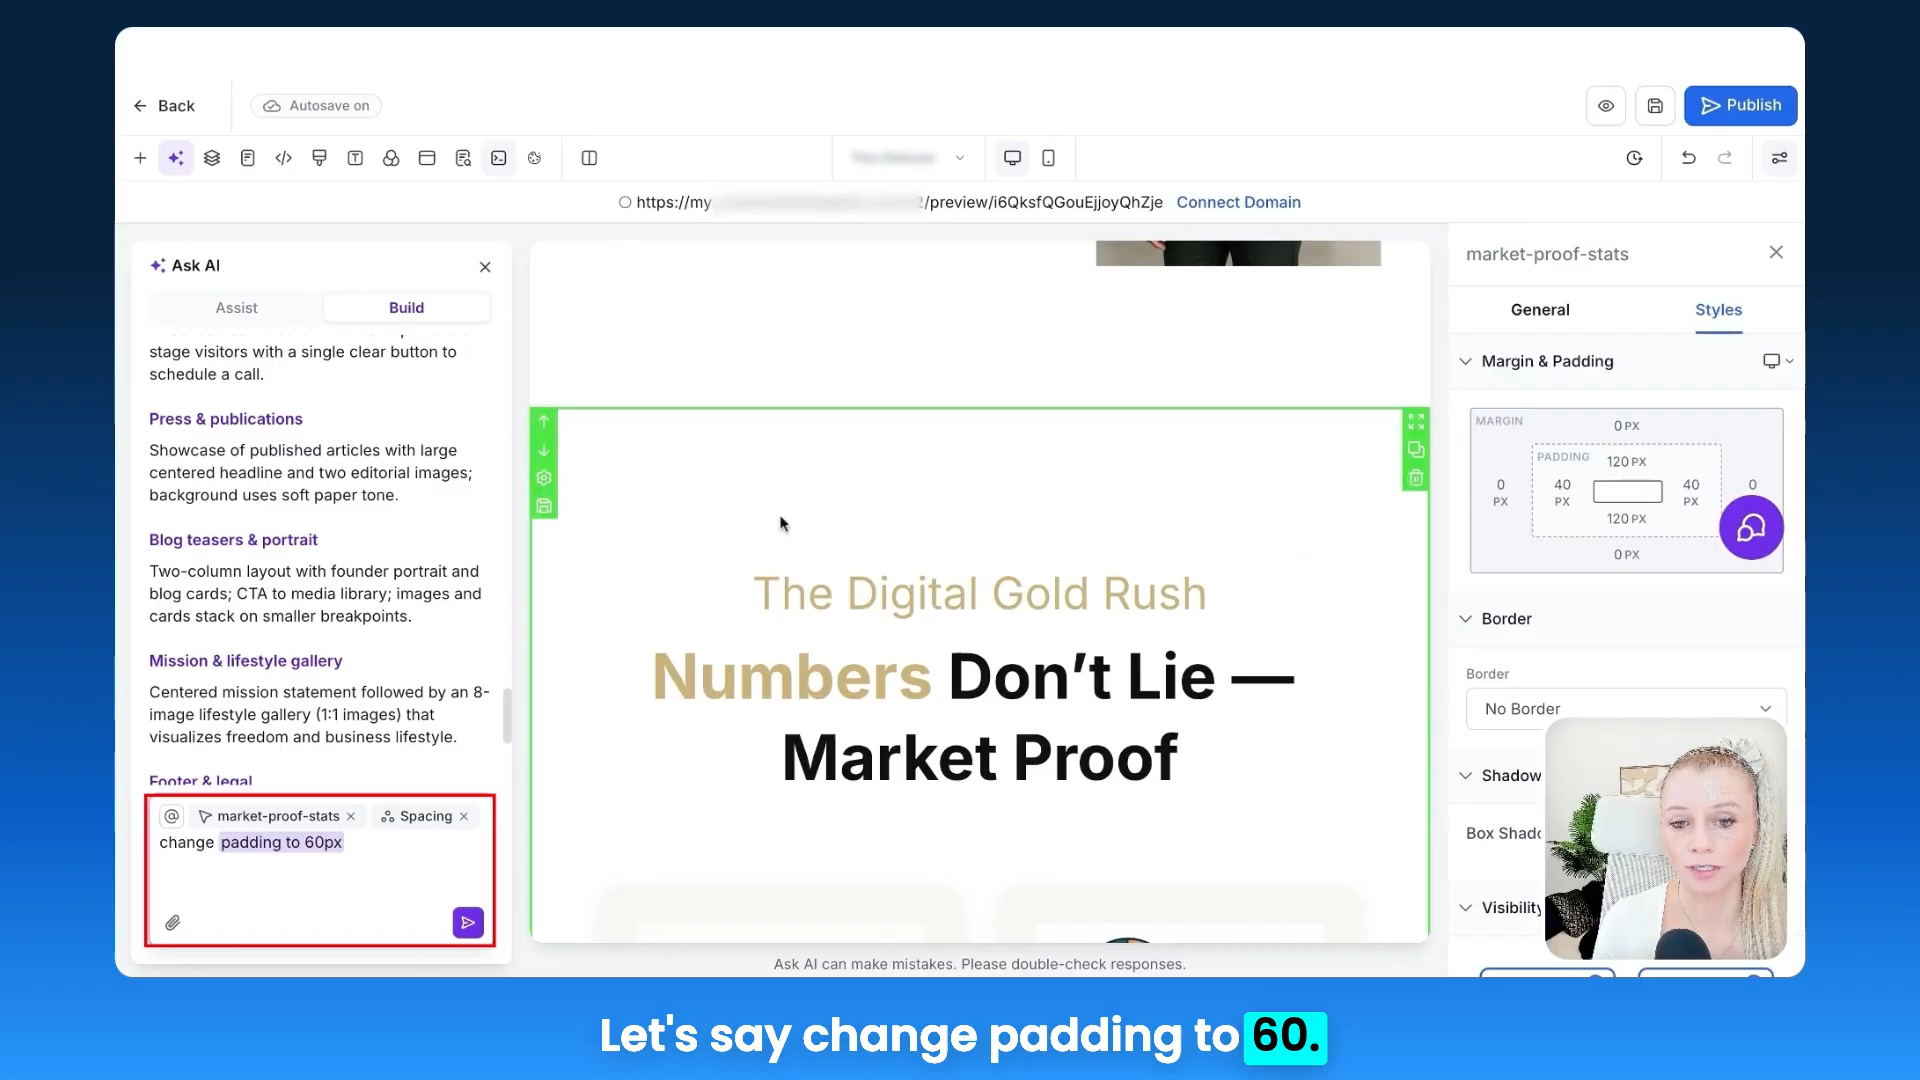 Back
Autosave on
Publish
https://my
/preview/i6QksfQGouEjjoyQhZje
Connect Domain
Ask AI
Assist
Build
stage visitors with a single clear button to
schedule a call.
Press & publications
Showcase of published articles with large
centered headline and two editorial images;
background uses soft paper tone.
Blog teasers & portrait
Two-column layout with founder portrait and
blog cards; CTA to media library; images and
cards stack on smaller breakpoints.
Mission & lifestyle gallery
Centered mission statement followed by an 8-
image lifestyle gallery (1:1 images) that
visualizes freedom and business lifestyle.
Footer & legal
@ market-proof-stats × Spacing ×
change padding to 60px
The Digital Gold Rush
Numbers Don’t Lie —
Market Proof
Ask AI can make mistakes. Please double-check responses.
market-proof-stats
General
Styles
Margin & Padding
MARGIN
0 PX
PADDING
120 PX
0 PX
40 PX
40 PX
0
120 PX
0 PX
Border
Border
No Border
Shadow
Box Shado
Visibility
Let's say change padding to 60.